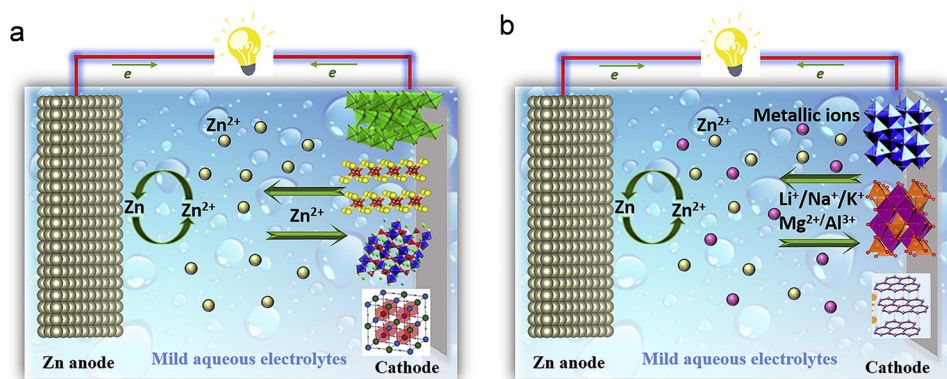 a
e
e
Zn²⁺
Zn
Zn²⁺
Zn²⁺
Zn anode
Mild aqueous electrolytes
Cathode
b
e
e
Zn²⁺
Metallic ions
Zn
Zn²⁺
Li⁺/Na⁺/K⁺
Mg²⁺/Al³⁺
Zn anode
Mild aqueous electrolytes
Cathode